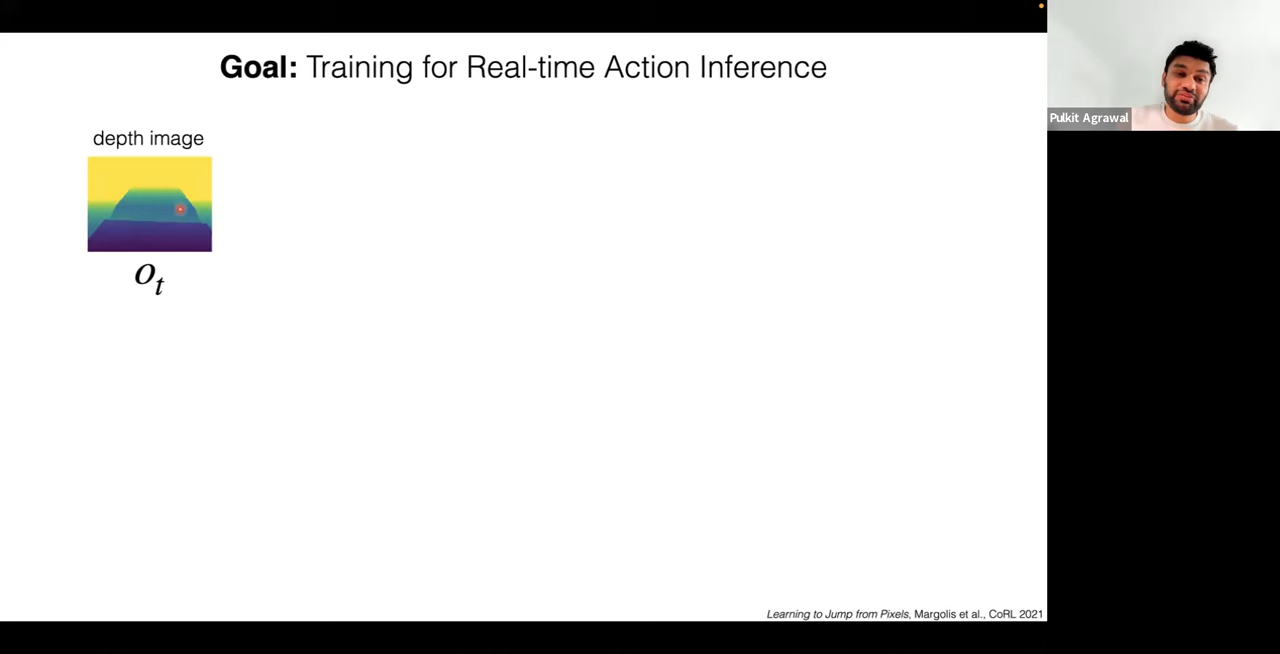 Goal: Training for Real-time Action Inference
Pulkit Agrawal
depth image
o_t
Learning to Jump from Pixels, Margolis et al., CoRL 2021